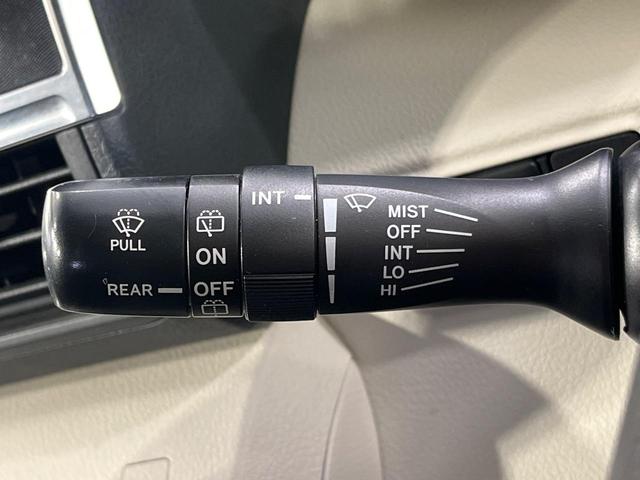 PULL
REAR
ON
OFF
INT
MIST
OFF
INT
LO
HI